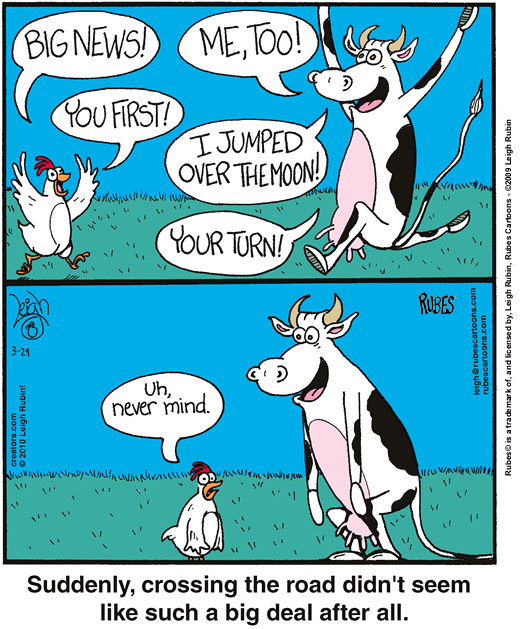 BIG NEWS!
ME, TOO!
YOU FIRST!
I JUMPED
OVER THE MOON!
YOUR TURN!
Rubes© is a trademark of, and licensed by, Leigh Rubin, Rubes Cartoons - ©2009 Leigh Rubin
Leigh
3-29
creators.com
© 2010 Leigh Rubin!
RUBES
leigh@rubescartoons.com
rubescartoons.com
Uh,
never mind.
Suddenly, crossing the road didn't seem
like such a big deal after all.